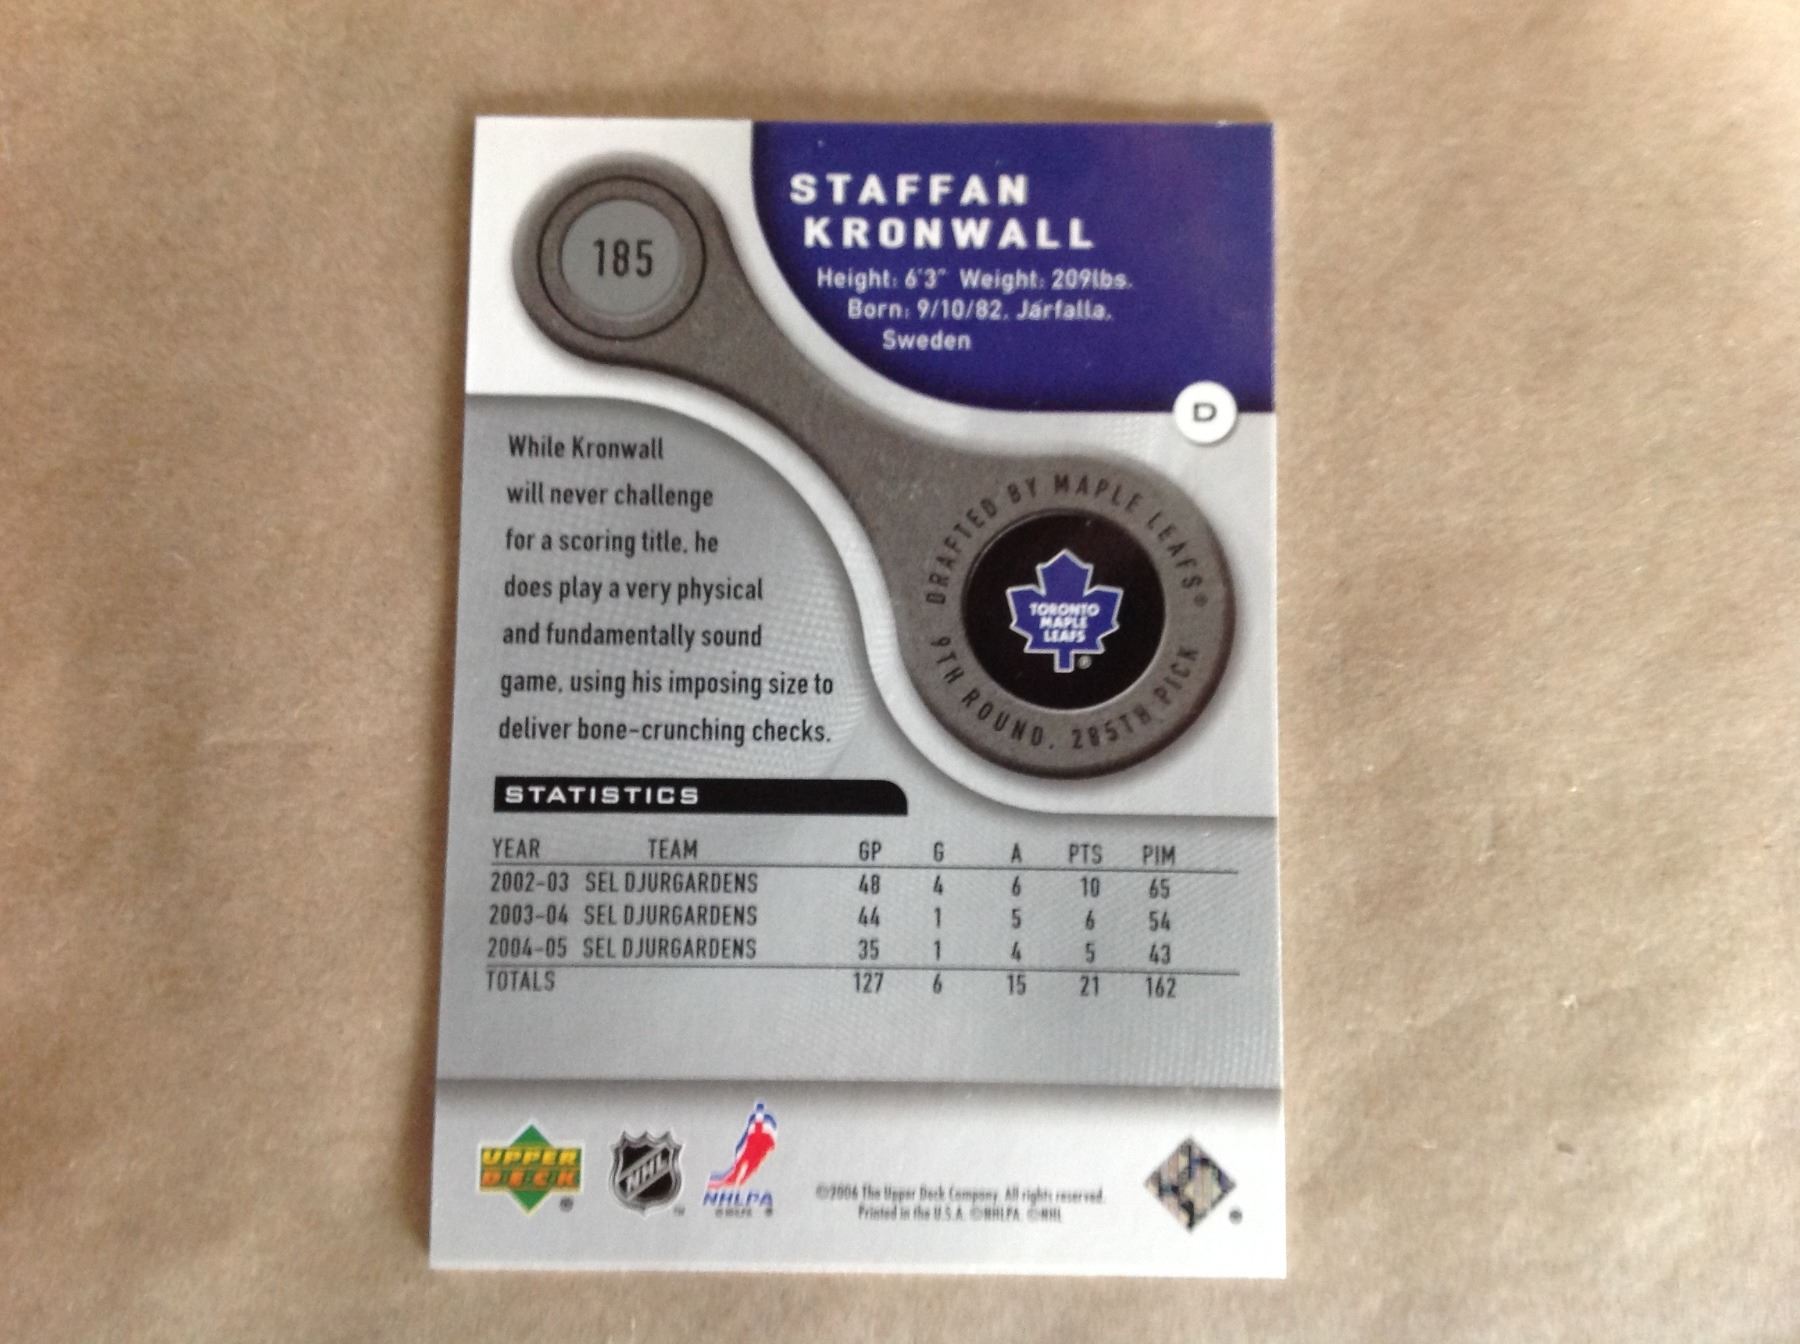 185
STAFFAN
KRONWALL
Height: 6'3" Weight: 209lbs.
Born: 9/10/82, Jarfalla,
Sweden
D
While Kronwall
will never challenge
for a scoring title, he
does play a very physical
and fundamentally sound
game, using his imposing size to
deliver bone-crunching checks.
DRAFTED BY MAPLE LEAFS®
9TH ROUND, 285TH PICK
TORONTO
MAPLE
LEAFS
®
STATISTICS
YEAR TEAM GP G A PTS PIM
2002-03 SEL DJURGARDENS 48 4 6 10 65
2003-04 SEL DJURGARDENS 44 1 5 6 54
2004-05 SEL DJURGARDENS 35 1 4 5 43
TOTALS 127 6 15 21 162
UPPER
DECK
NHL
NHLPA
©2006 The Upper Deck Company. All rights reserved.
Printed in the U.S.A. ©NHLPA ©NHL